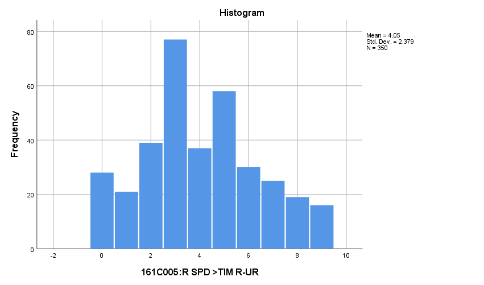 Histogram
Mean = 4.05
Std. Dev. = 2.379
N = 350
80
60
40
20
0
Frequency
-2 0 2 4 6 8 10
161C005:R SPD >TIM R-UR